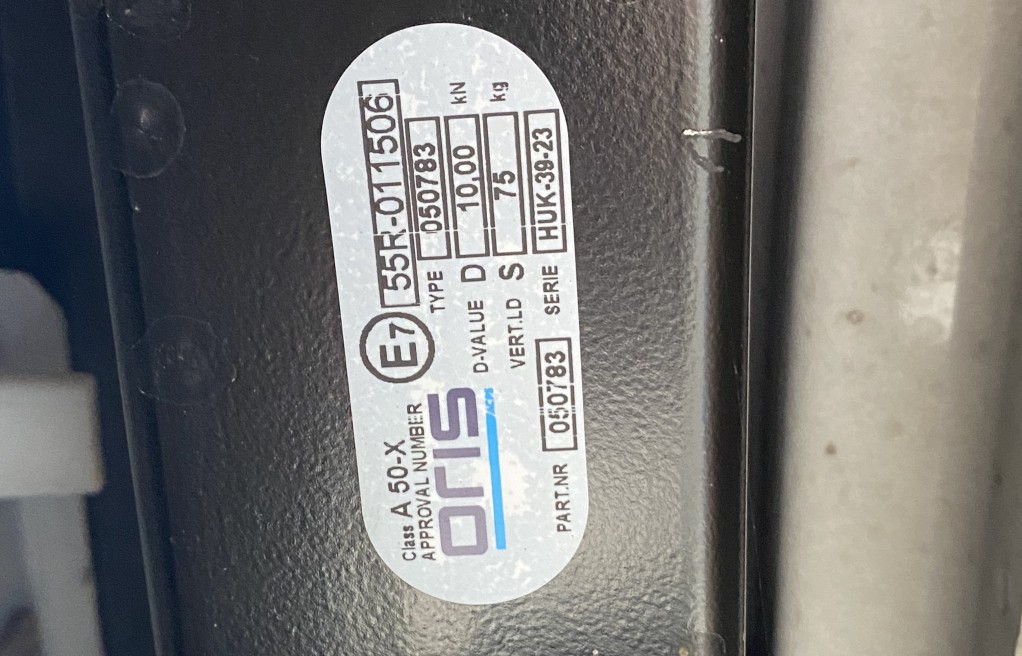 Class A 50-X
APPROVAL NUMBER E7 55R-011506
ORIS
ACPS
TYPE 050783
D-VALUE D 10,00 kN
VERT.LD S 75 kg
PART.NR 050783 SERIE HUK-39-23